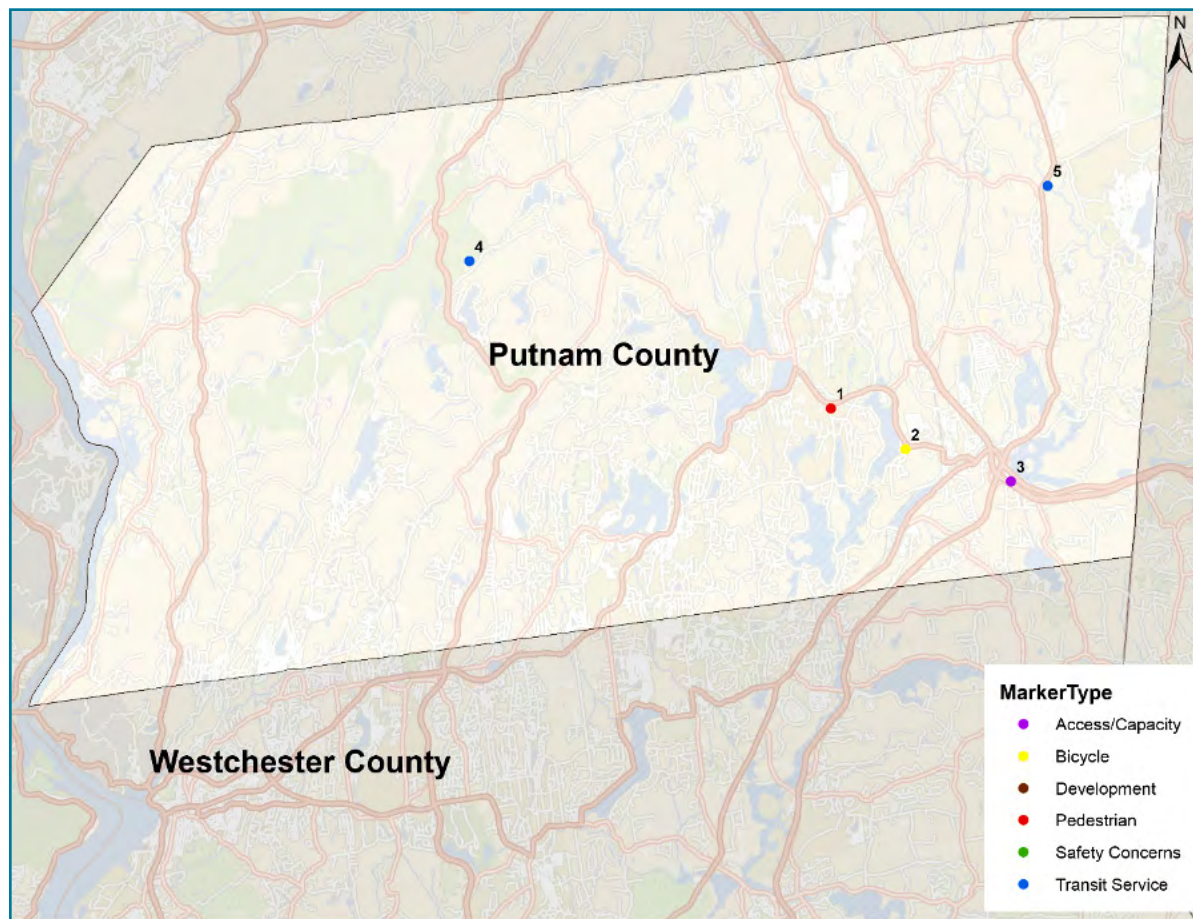 N
5
4
Putnam County
1
2
3
Westchester County
MarkerType
Access/Capacity
Bicycle
Development
Pedestrian
Safety Concerns
Transit Service